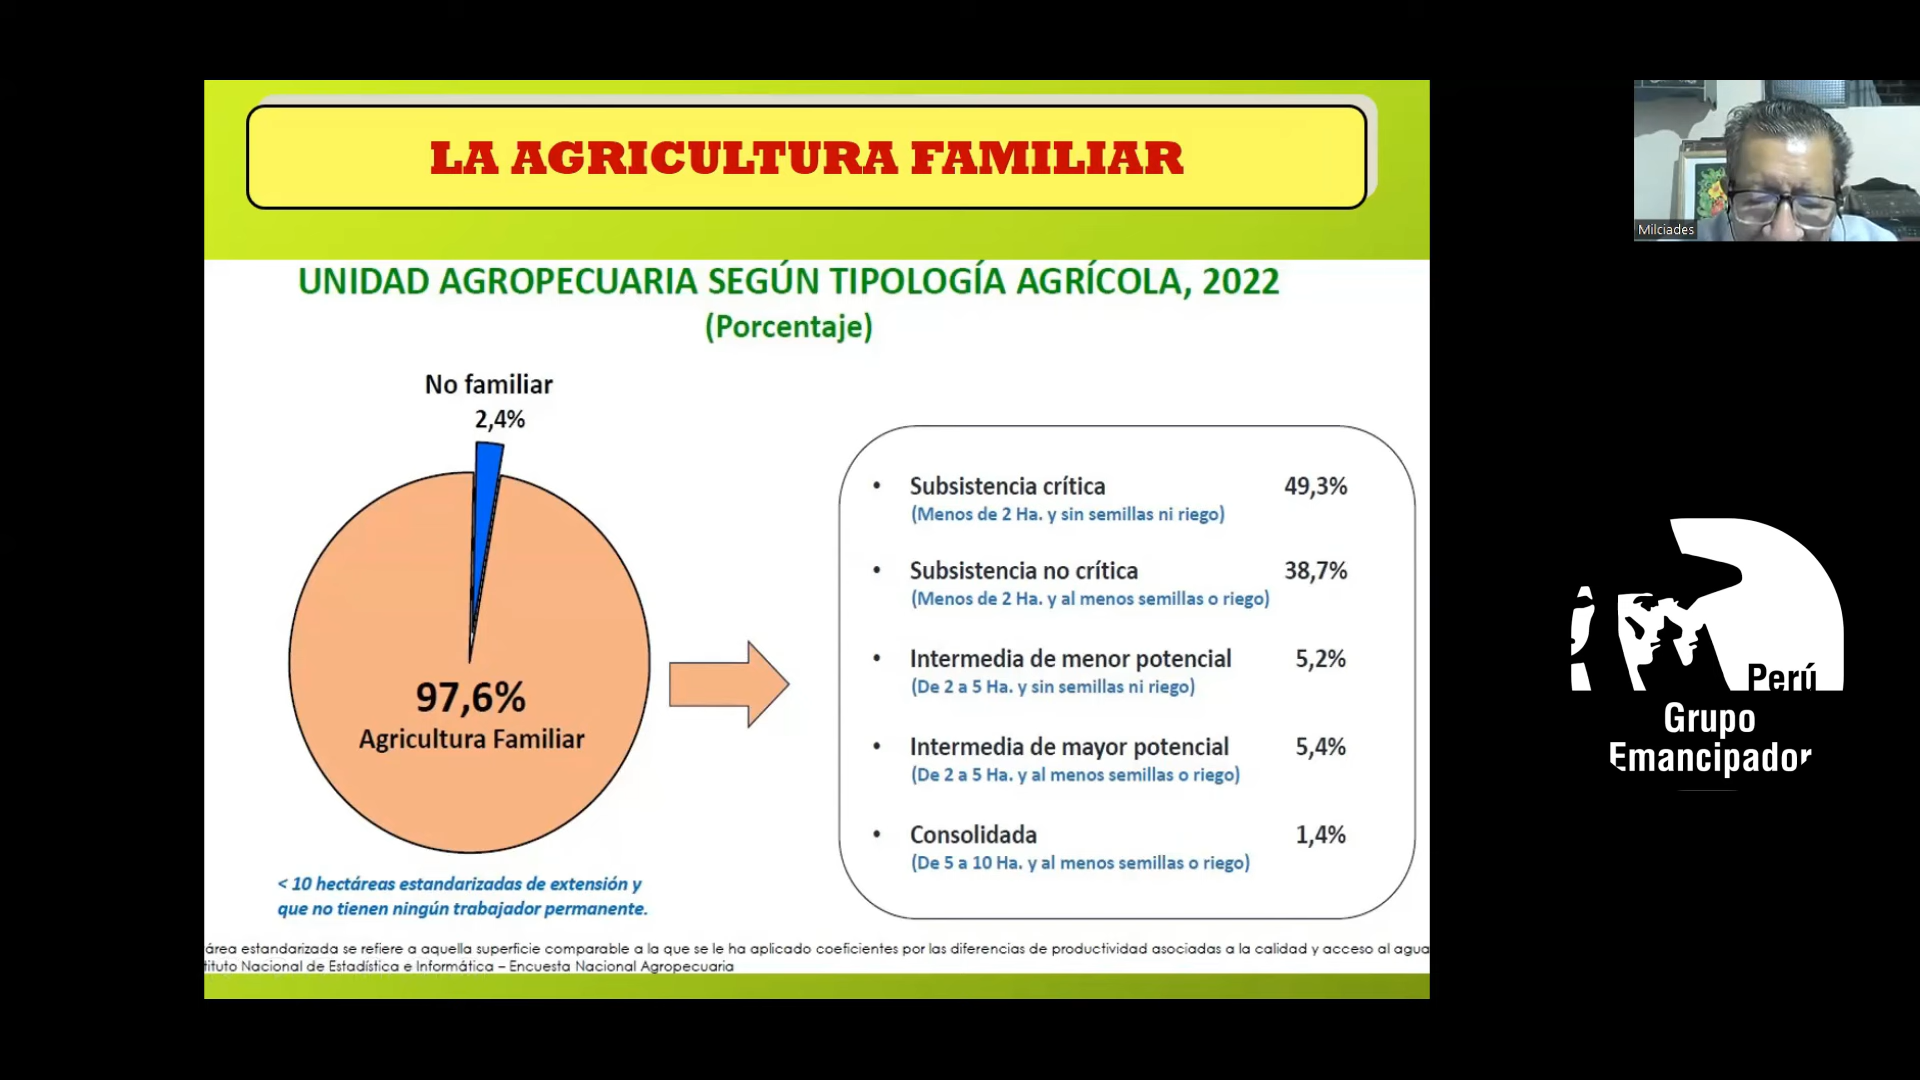 LA AGRICULTURA FAMILIAR
UNIDAD AGROPECUARIA SEGÚN TIPOLOGÍA AGRÍCOLA, 2022
(Porcentaje)
No familiar
2,4%
97,6%
Agricultura Familiar
< 10 hectáreas estandarizadas de extensión y
que no tienen ningún trabajador permanente.
• Subsistencia crítica 49,3%
(Menos de 2 Ha. y sin semillas ni riego)
• Subsistencia no crítica 38,7%
(Menos de 2 Ha. y al menos semillas o riego)
• Intermedia de menor potencial 5,2%
(De 2 a 5 Ha. y sin semillas ni riego)
• Intermedia de mayor potencial 5,4%
(De 2 a 5 Ha. y al menos semillas o riego)
• Consolidada 1,4%
(De 5 a 10 Ha. y al menos semillas o riego)
área estandarizada se refiere a aquella superficie comparable a la que se le ha aplicado coeficientes por las diferencias de productividad asociadas a la calidad y acceso al agua
tituto Nacional de Estadística e Informática – Encuesta Nacional Agropecuaria
Milciades
Perú
Grupo
Emancipador